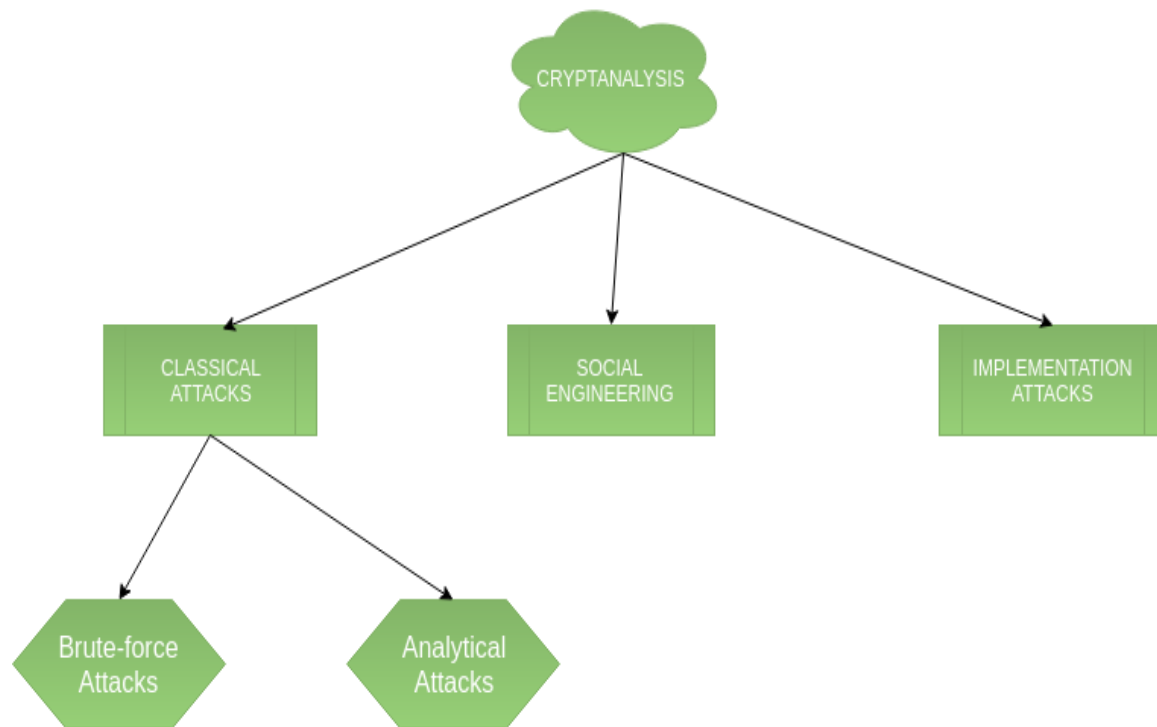 CRYPTANALYSIS
CLASSICAL
ATTACKS
SOCIAL
ENGINEERING
IMPLEMENTATION
ATTACKS
Brute-force
Attacks
Analytical
Attacks